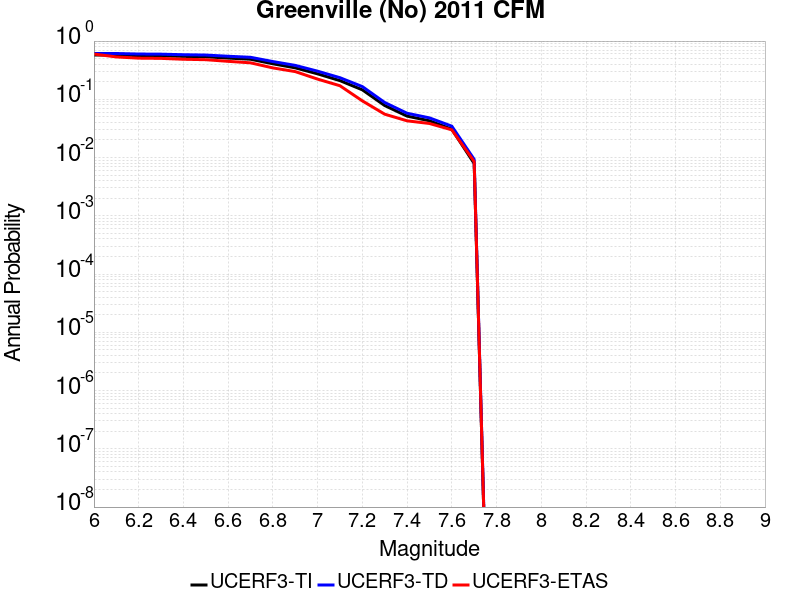 Greenville (No) 2011 CFM
10^0
10^-1
10^-2
10^-3
10^-4
10^-5
10^-6
10^-7
10^-8
Annual Probability
6 6.2 6.4 6.6 6.8 7 7.2 7.4 7.6 7.8 8 8.2 8.4 8.6 8.8 9
Magnitude
UCERF3-TI UCERF3-TD UCERF3-ETAS